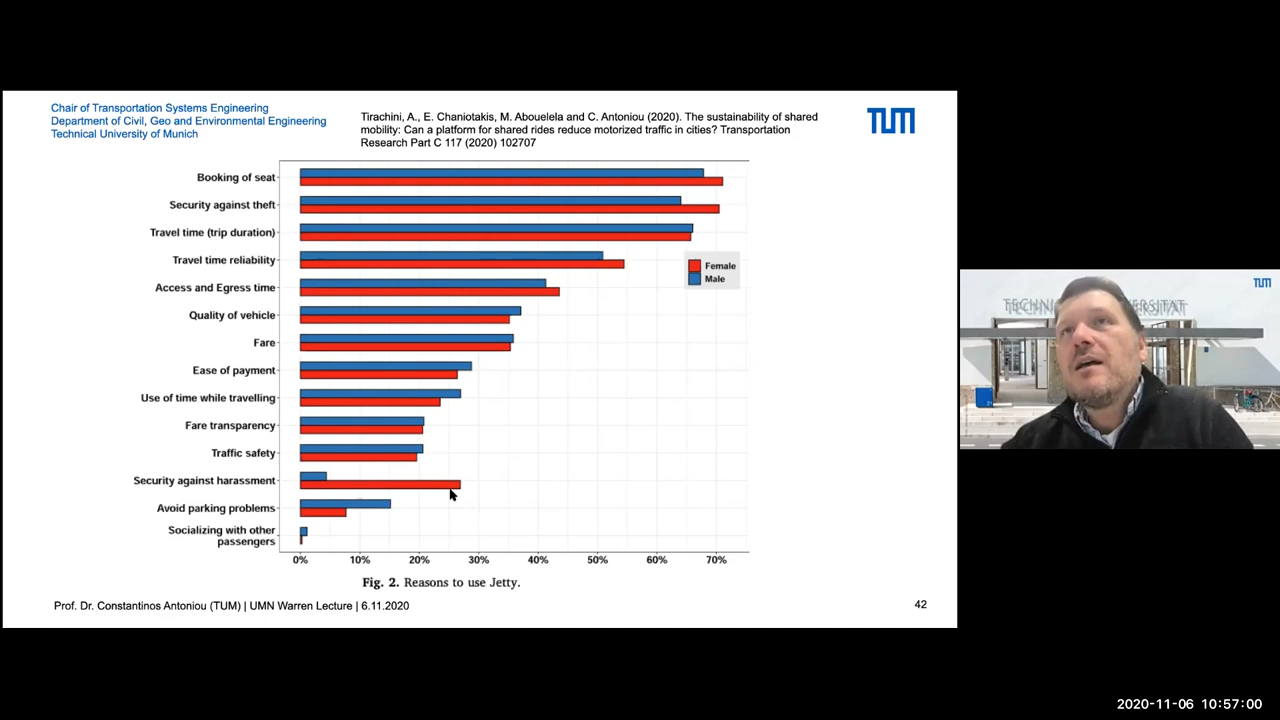 Chair of Transportation Systems Engineering
Department of Civil, Geo and Environmental Engineering
Technical University of Munich
Tirachini, A., E. Chaniotakis, M. Abouelela and C. Antoniou (2020). The sustainability of shared
mobility: Can a platform for shared rides reduce motorized traffic in cities? Transportation
Research Part C 117 (2020) 102707
TUM
Booking of seat
Security against theft
Travel time (trip duration)
Travel time reliability
Access and Egress time
Quality of vehicle
Fare
Ease of payment
Use of time while travelling
Fare transparency
Traffic safety
Security against harassment
Avoid parking problems
Socializing with other
passengers
Female
Male
0%
10%
20%
30%
40%
50%
60%
70%
Fig. 2. Reasons to use Jetty.
Prof. Dr. Constantinos Antoniou (TUM) | UMN Warren Lecture | 6.11.2020
42
TUM
2020-11-06 10:57:00